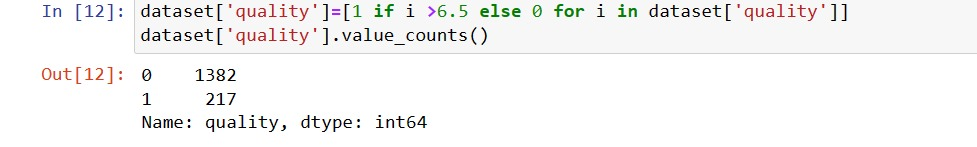 In [12]: dataset['quality']=[1 if i >6.5 else 0 for i in dataset['quality']]
dataset['quality'].value_counts()
Out[12]: 0    1382
1     217
Name: quality, dtype: int64